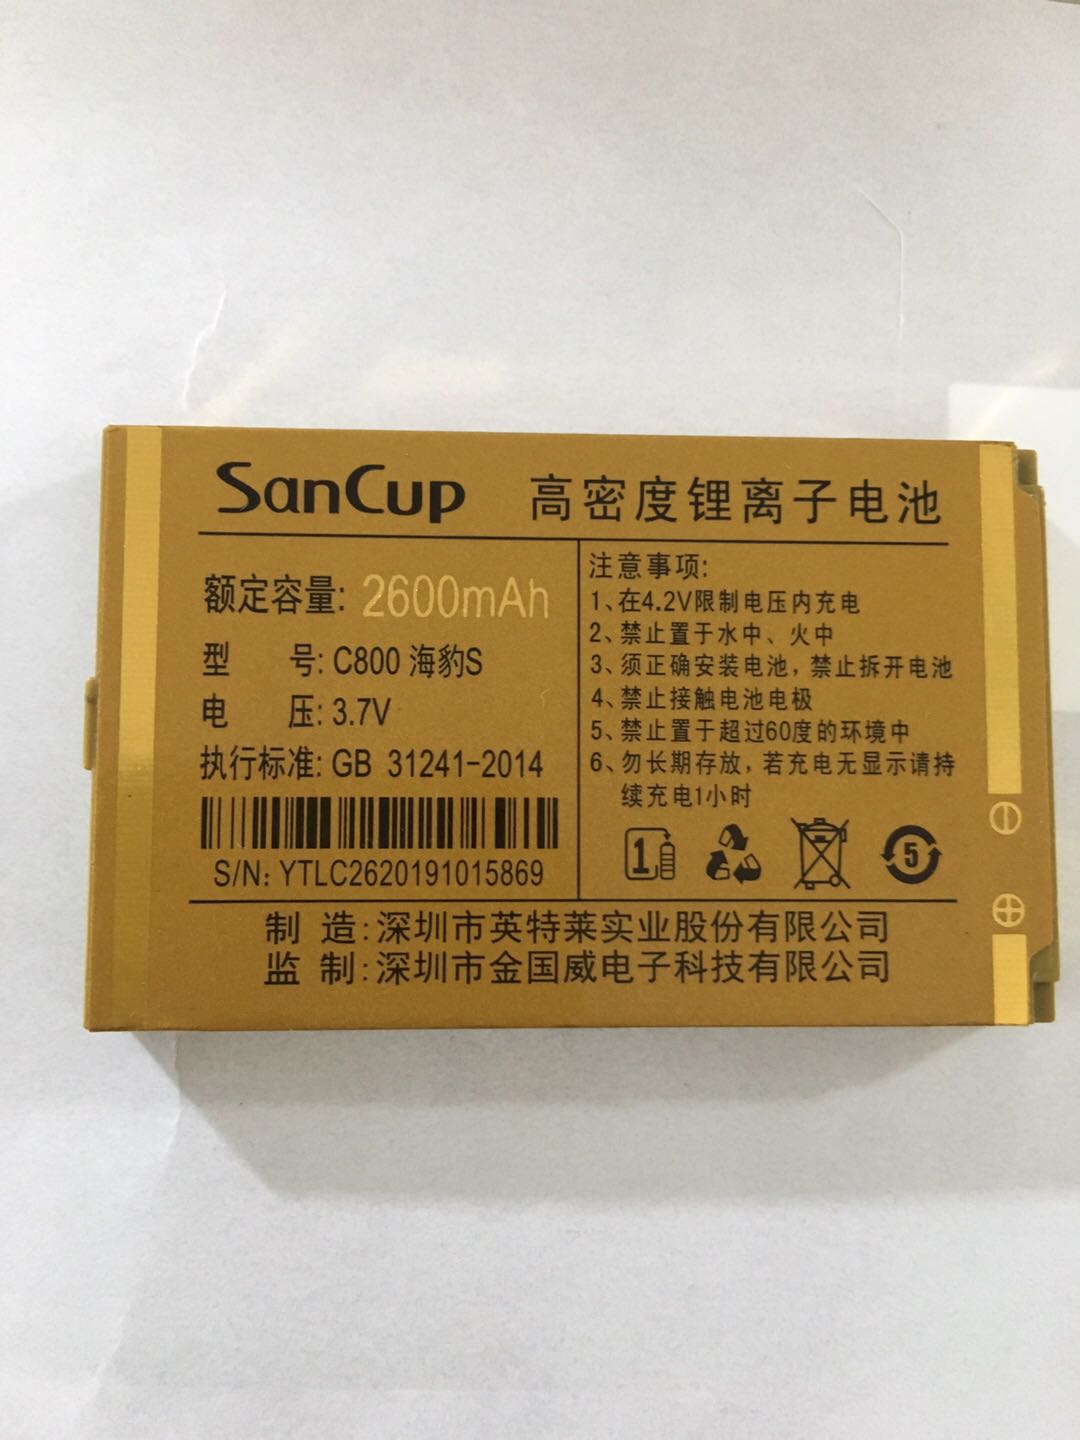 SanCup 高密度锂离子电池
额定容量: 2600mAh
型 号: C800 海豹S
电 压: 3.7V
执行标准: GB 31241-2014
S/N: YTLC2620191015869
注意事项:
1、在4.2V限制电压内充电
2、禁止置于水中、火中
3、须正确安装电池，禁止拆开电池
4、禁止接触电池电极
5、禁止置于超过60度的环境中
6、勿长期存放，若充电无显示请持
续充电1小时
1
5
制 造:深圳市英特莱实业股份有限公司
监 制:深圳市金国威电子科技有限公司